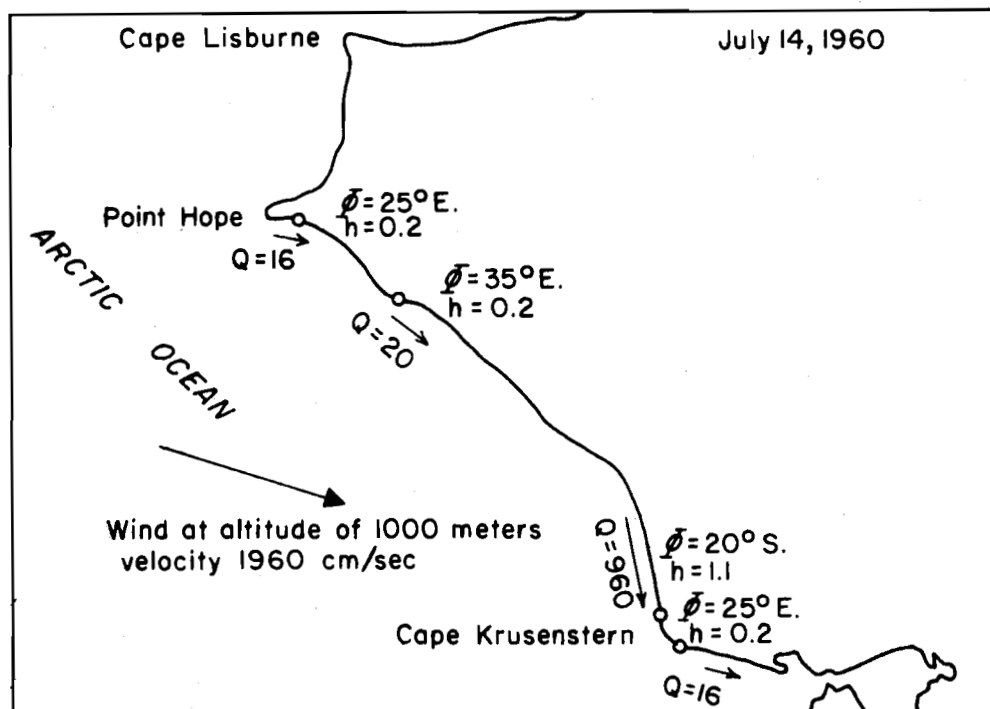 Cape Lisburne
July 14, 1960
Φ=25°E.
h=0.2
Point Hope
Q=16
ARCTIC OCEAN
Φ=35°E.
h=0.2
Q=20
Wind at altitude of 1000 meters
velocity 1960 cm/sec
Q=960
Φ=20°S.
h=1.1
Φ=25°E.
h=0.2
Cape Krusenstern
Q=16